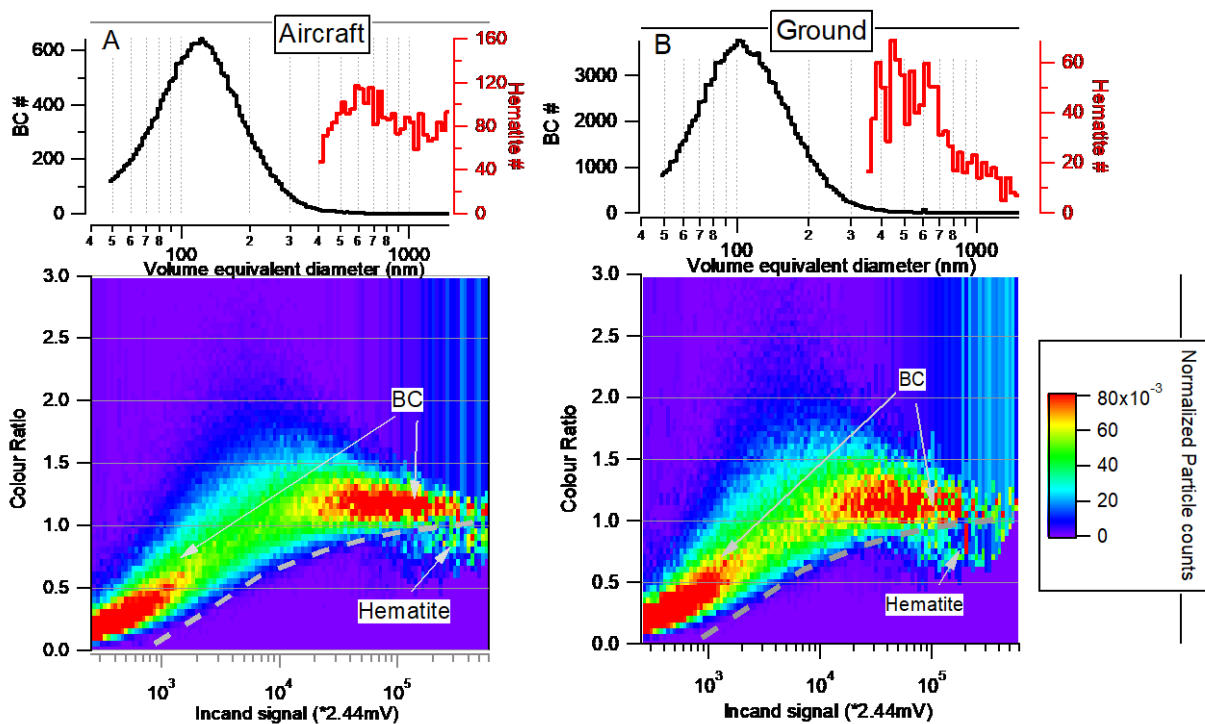 A
Aircraft
600
400
200
0
BC #
160
120
80
40
0
Hematite #
4 5 6 7 8 2 3 4 5 6 7 8
100 1000
Volume equivalent diameter (nm)
B
Ground
3000
2000
1000
0
BC #
60
40
20
0
Hematite #
4 5 6 7 8 2 3 4 5 6 7 8
100 1000
Volume equivalent diameter (nm)
3.0
2.5
2.0
1.5
1.0
0.5
0.0
Colour Ratio
BC
Hematite
10³ 10⁴ 10⁵
Incand signal (*2.44mV)
3.0
2.5
2.0
1.5
1.0
0.5
0.0
Colour Ratio
BC
Hematite
10³ 10⁴ 10⁵
Incand signal (*2.44mV)
80x10⁻³
60
40
20
0
Normalized Particle counts